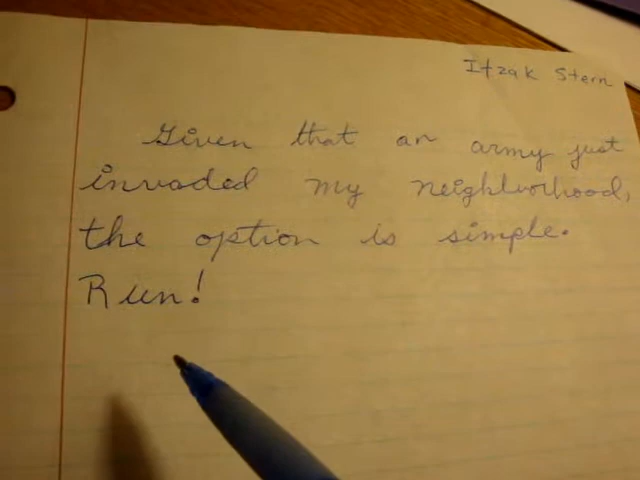 Itzak Stern
Given that an army just
invaded my neighborhood,
the option is simple.
Run!